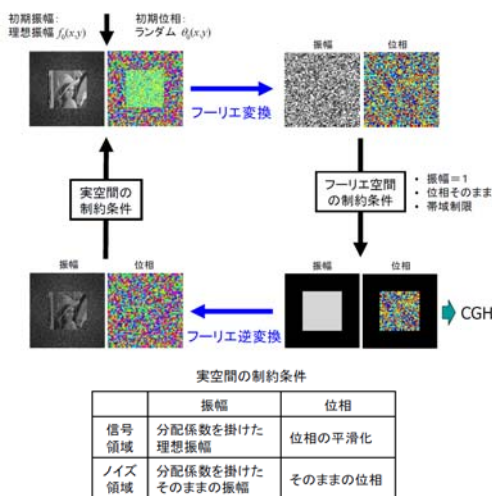 初期振幅:
理想振幅 f₀(x,y)
初期位相:
ランダム θ₀(x,y)
振幅 位相
フーリエ変換
実空間の
制約条件
フーリエ空間
の制約条件
• 振幅=1
• 位相そのまま
• 帯域制限
振幅 位相
振幅 位相
フーリエ逆変換
CGH
実空間の制約条件
振幅 位相
信号
領域
分配係数を掛けた
理想振幅
位相の平滑化
ノイズ
領域
分配係数を掛けた
そのままの振幅
そのままの位相